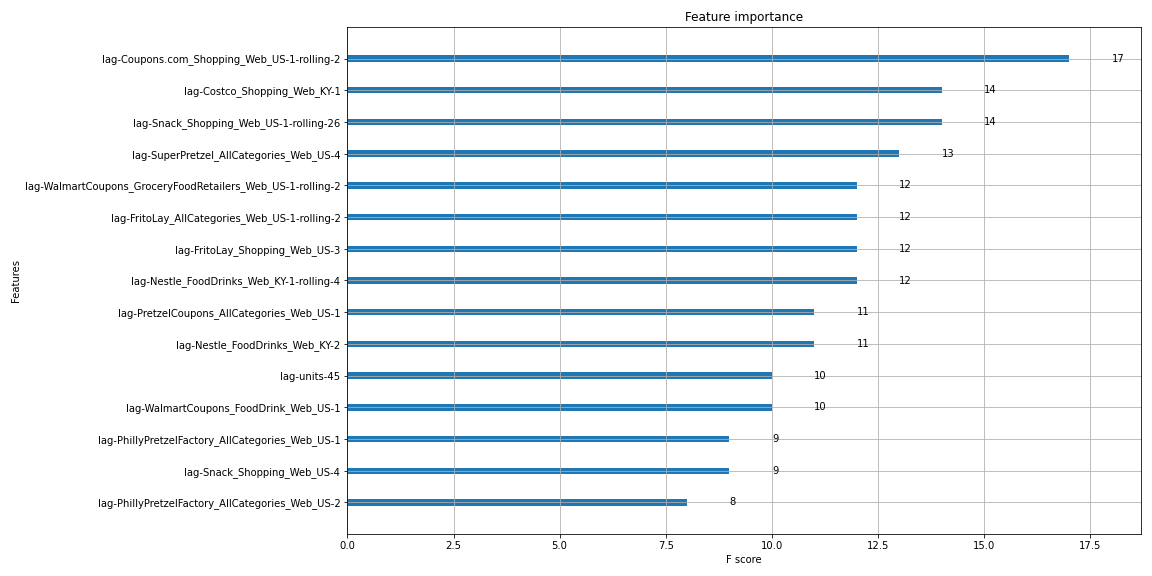 Feature importance
lag-Coupons.com_Shopping_Web_US-1-rolling-2
17
lag-Costco_Shopping_Web_KY-1
14
lag-Snack_Shopping_Web_US-1-rolling-26
14
lag-SuperPretzel_AllCategories_Web_US-4
13
lag-WalmartCoupons_GroceryFoodRetailers_Web_US-1-rolling-2
12
lag-FritoLay_AllCategories_Web_US-1-rolling-2
12
lag-FritoLay_Shopping_Web_US-3
12
lag-Nestle_FoodDrinks_Web_KY-1-rolling-4
12
lag-PretzelCoupons_AllCategories_Web_US-1
11
lag-Nestle_FoodDrinks_Web_KY-2
11
lag-units-45
10
lag-WalmartCoupons_FoodDrink_Web_US-1
10
lag-PhillyPretzelFactory_AllCategories_Web_US-1
9
lag-Snack_Shopping_Web_US-4
9
lag-PhillyPretzelFactory_AllCategories_Web_US-2
8
Features
0.0 2.5 5.0 7.5 10.0 12.5 15.0 17.5
F score